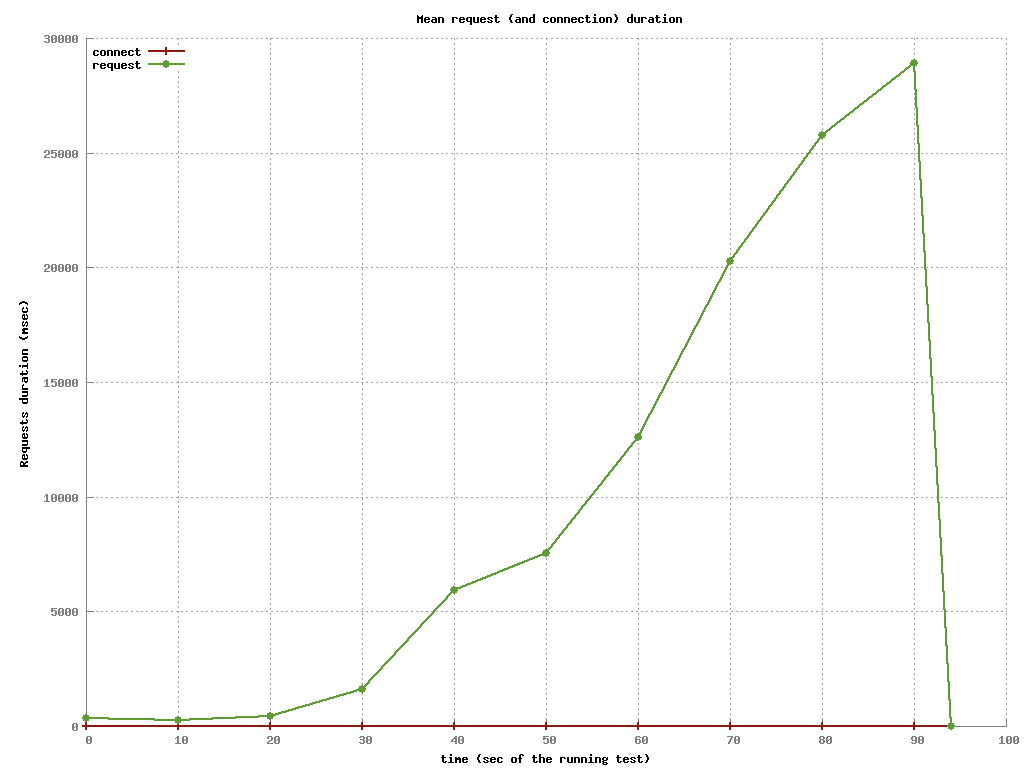 Mean request (and connection) duration
30000
connect
request
25000
20000
15000
10000
5000
0
Requests duration (msec)
0 10 20 30 40 50 60 70 80 90 100
time (sec of the running test)